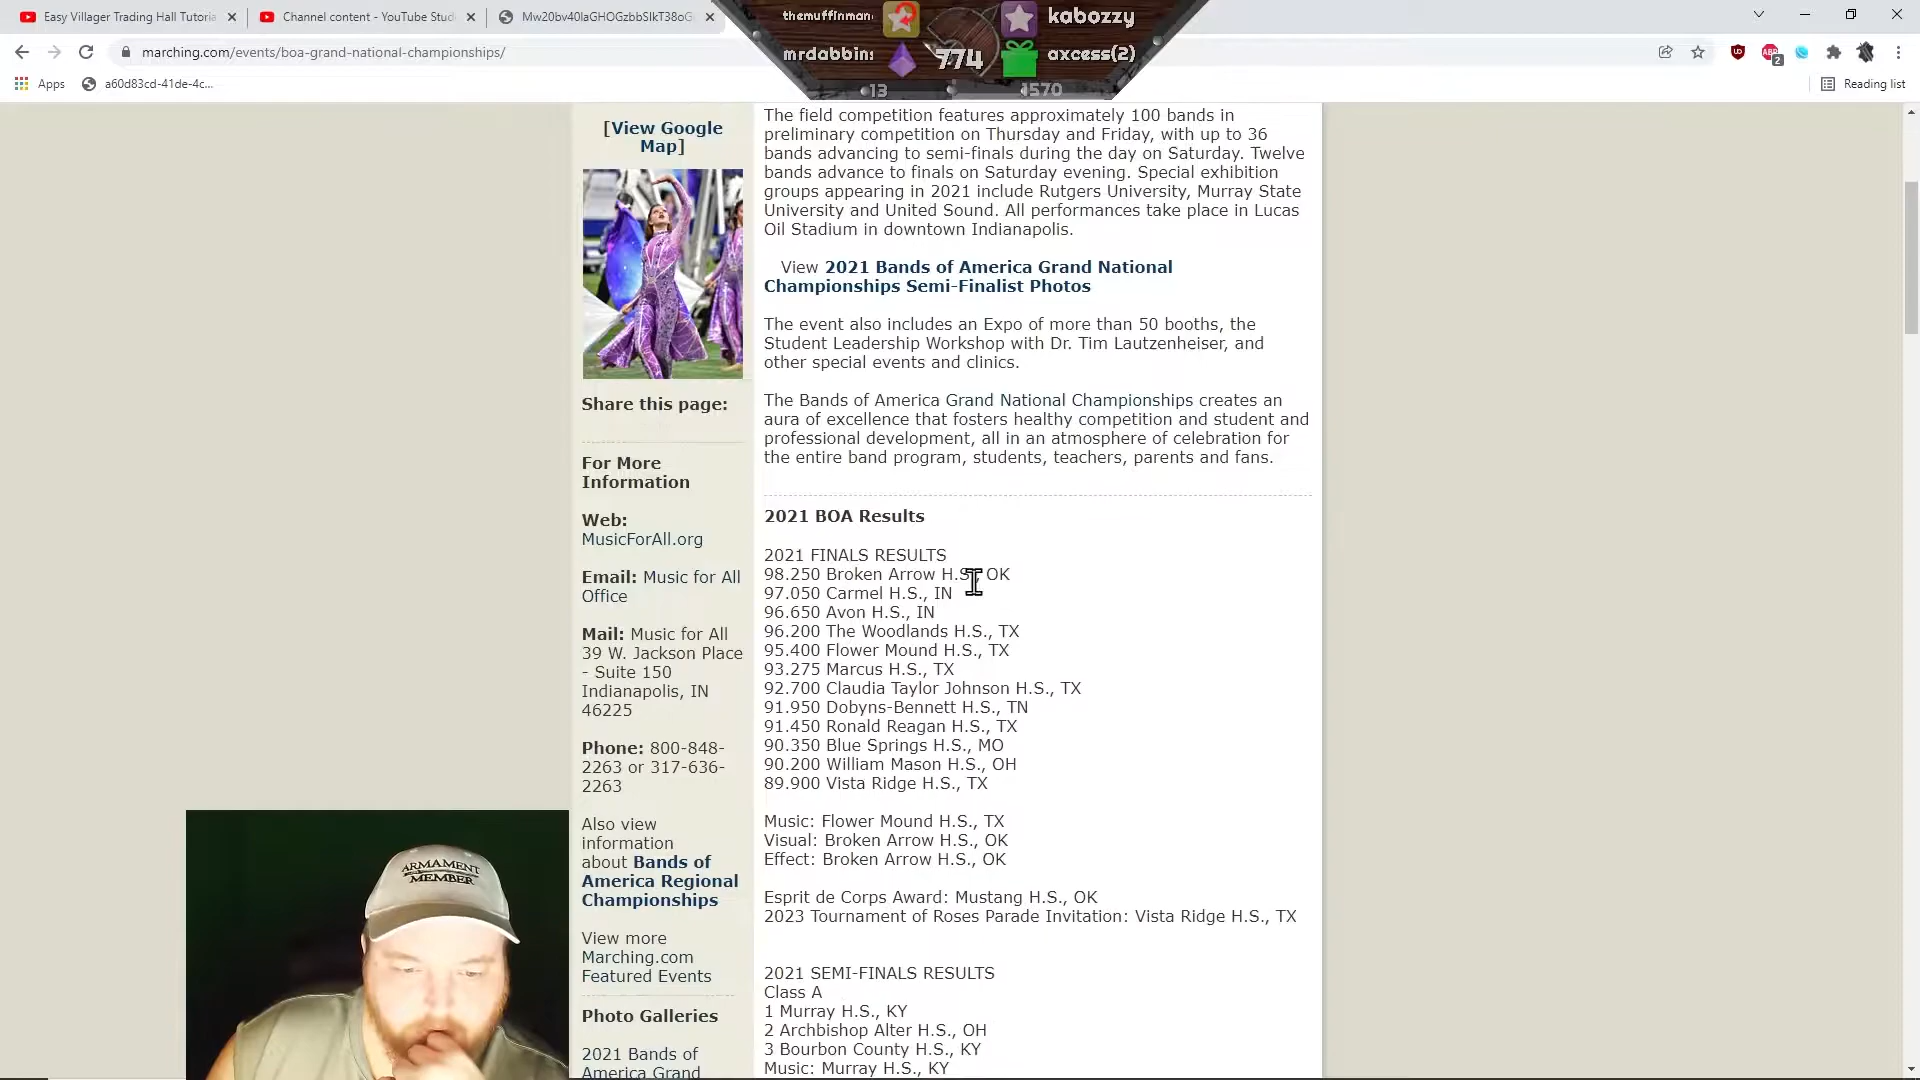 Easy Villager Trading Hall Tutoria
Channel content - YouTube Stud
Mw20bv40laGHOGzbbSlkT38oG
themuffinman
kabozzy
mrdabbin
774
axcess(2)
13
570
marching.com/events/boa-grand-national-championships/
2
Apps
a60d83cd-41de-4c...
Reading list
[View Google
Map]
Share this page:
For More
Information
Web:
MusicForAll.org
Email: Music for All
Office
Mail: Music for All
39 W. Jackson Place
- Suite 150
Indianapolis, IN
46225
Phone: 800-848-
2263 or 317-636-
2263
Also view
information
about Bands of
America Regional
Championships
View more
Marching.com
Featured Events
Photo Galleries
2021 Bands of
America Grand
The field competition features approximately 100 bands in
preliminary competition on Thursday and Friday, with up to 36
bands advancing to semi-finals during the day on Saturday. Twelve
bands advance to finals on Saturday evening. Special exhibition
groups appearing in 2021 include Rutgers University, Murray State
University and United Sound. All performances take place in Lucas
Oil Stadium in downtown Indianapolis.
View 2021 Bands of America Grand National
Championships Semi-Finalist Photos
The event also includes an Expo of more than 50 booths, the
Student Leadership Workshop with Dr. Tim Lautzenheiser, and
other special events and clinics.
The Bands of America Grand National Championships creates an
aura of excellence that fosters healthy competition and student and
professional development, all in an atmosphere of celebration for
the entire band program, students, teachers, parents and fans.
2021 BOA Results
2021 FINALS RESULTS
98.250 Broken Arrow H.S., OK
97.050 Carmel H.S., IN
96.650 Avon H.S., IN
96.200 The Woodlands H.S., TX
95.400 Flower Mound H.S., TX
93.275 Marcus H.S., TX
92.700 Claudia Taylor Johnson H.S., TX
91.950 Dobyns-Bennett H.S., TN
91.450 Ronald Reagan H.S., TX
90.350 Blue Springs H.S., MO
90.200 William Mason H.S., OH
89.900 Vista Ridge H.S., TX
Music: Flower Mound H.S., TX
Visual: Broken Arrow H.S., OK
Effect: Broken Arrow H.S., OK
Esprit de Corps Award: Mustang H.S., OK
2023 Tournament of Roses Parade Invitation: Vista Ridge H.S., TX
2021 SEMI-FINALS RESULTS
Class A
1 Murray H.S., KY
2 Archbishop Alter H.S., OH
3 Bourbon County H.S., KY
Music: Murray H.S., KY
ARMAMENT
MEMBER